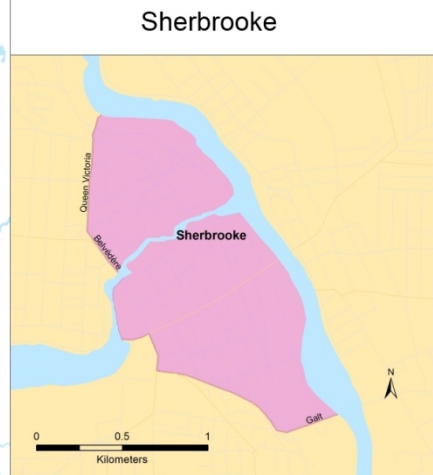 Sherbrooke
Queen Victoria
Belvédère
Sherbrooke
Galt
N
0 0.5 1
Kilometers